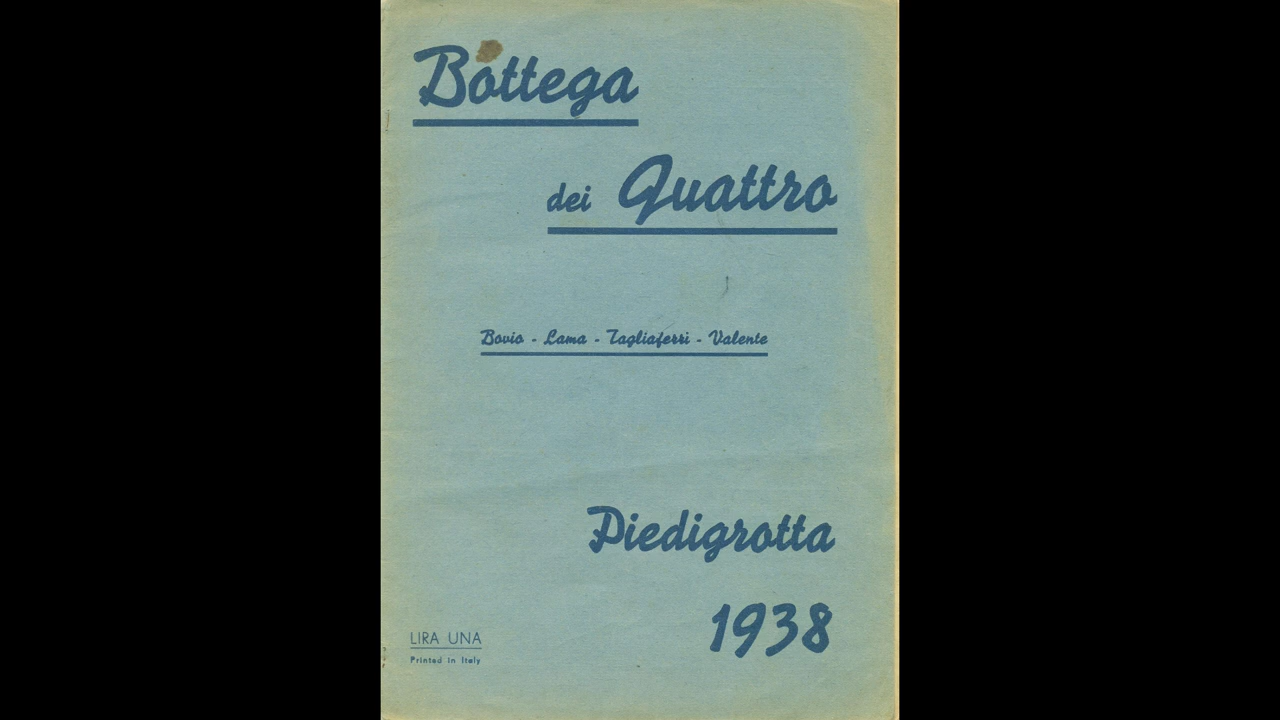 Bottega
dei Quattro
Bovio - Lama - Tagliaferri - Valente
Piedigrotta
1938
LIRA UNA
Printed in Italy